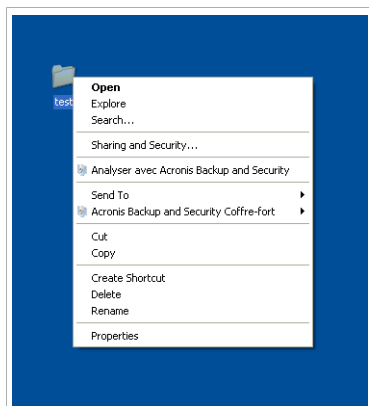 test
Open
Explore
Search...
Sharing and Security...
Analyser avec Acronis Backup and Security
Send To
Acronis Backup and Security Coffre-fort
Cut
Copy
Create Shortcut
Delete
Rename
Properties